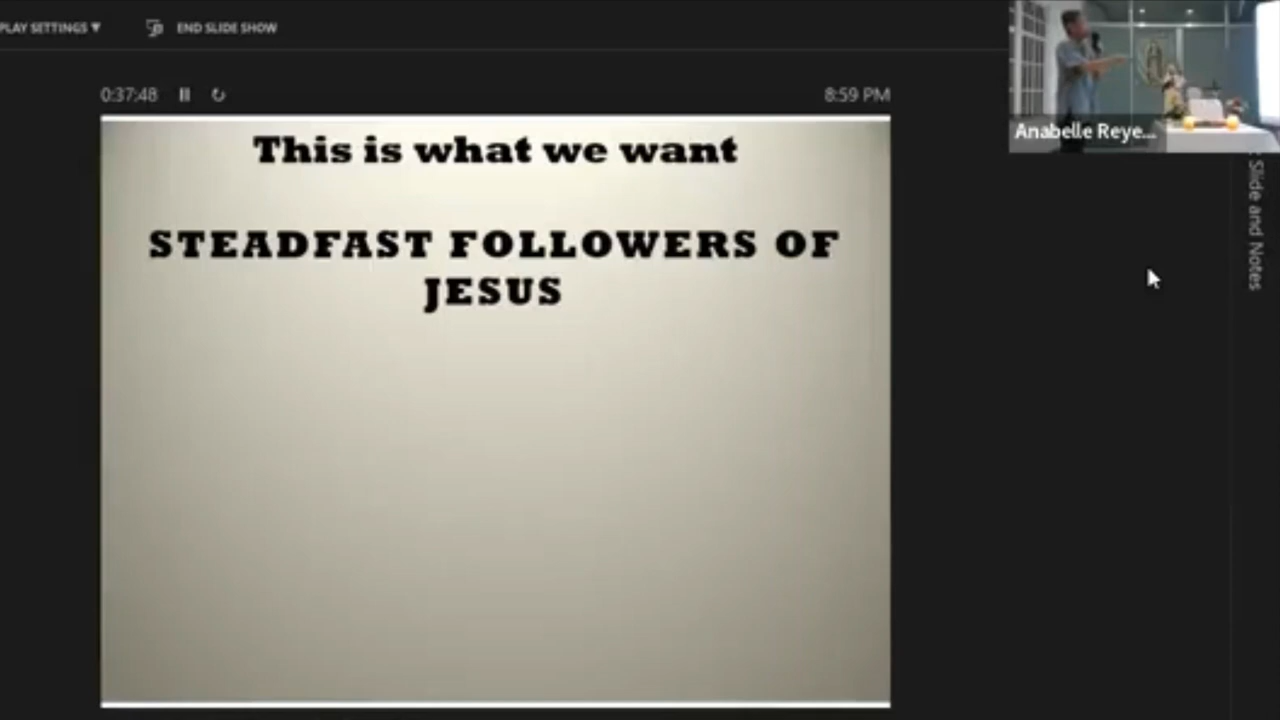 PLAY SETTINGS ▼
END SLIDE SHOW
0:37:48
8:59 PM
This is what we want
STEADFAST FOLLOWERS OF
JESUS
Anabelle Reye...
Slide and Notes